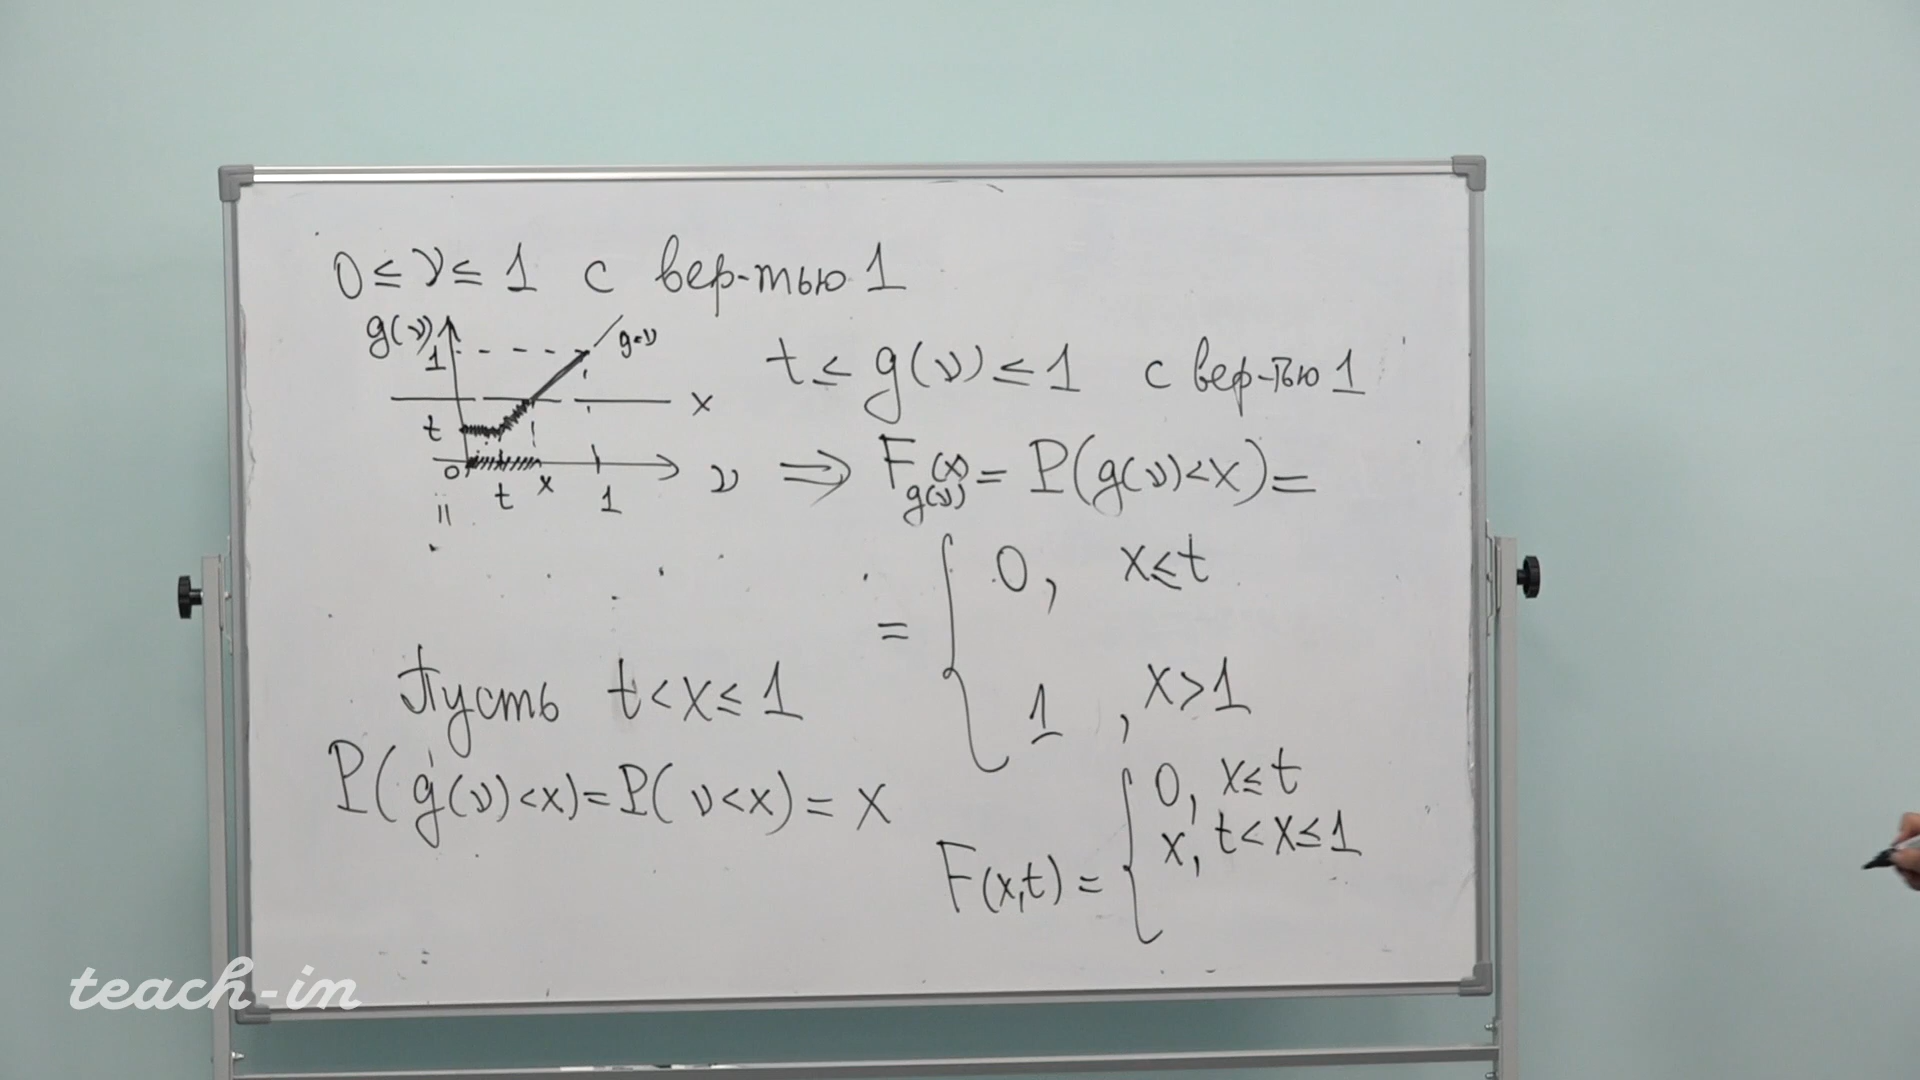 0 ≤ ν ≤ 1 с вер-тью 1
g(ν)
1
g=ν
t ≤ g(ν) ≤ 1 с вер-тью 1
x
t
0
t x 1
ν ⇒ F_{g(ν)}(x) = P(g(ν)<x) =
= { 0, x ≤ t
1, x > 1
Пусть t < x ≤ 1
P(g(ν)<x) = P(ν<x) = x
F(x,t) = { 0, x ≤ t
x, t < x ≤ 1
teach-in